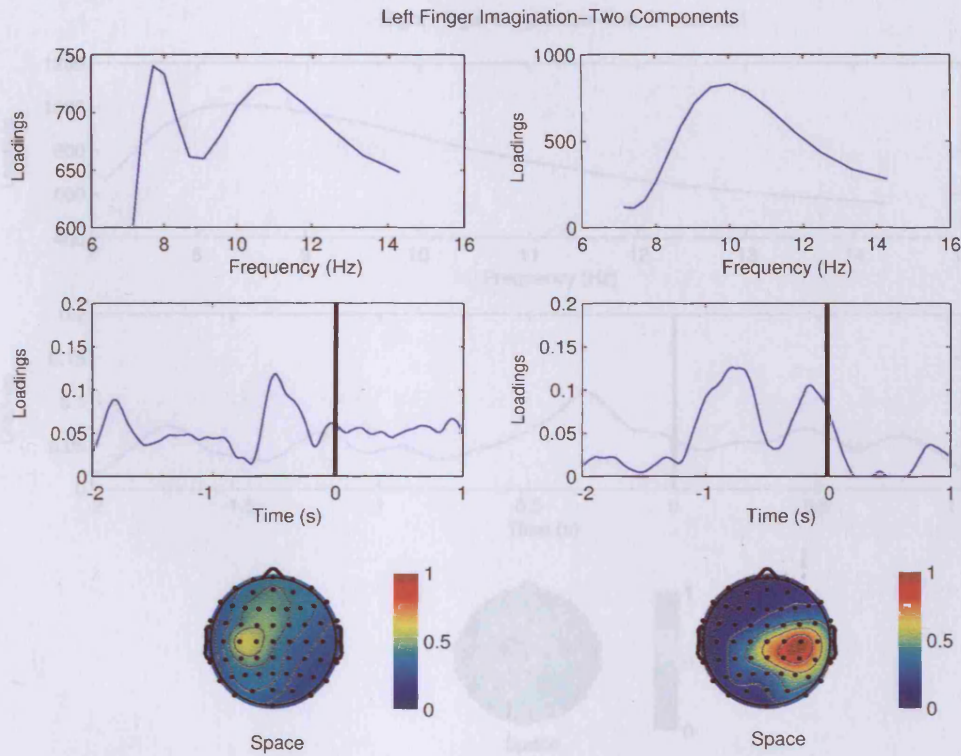 Left Finger Imagination–Two Components
750
700
650
600
Loadings
6 8 10 12 14 16
Frequency (Hz)
1000
500
0
Loadings
6 8 10 12 14 16
Frequency (Hz)
0.2
0.15
0.1
0.05
0
Loadings
-2 -1 0 1
Time (s)
0.2
0.15
0.1
0.05
0
Loadings
-2 -1 0 1
Time (s)
1
0.5
0
Space
1
0.5
0
Space